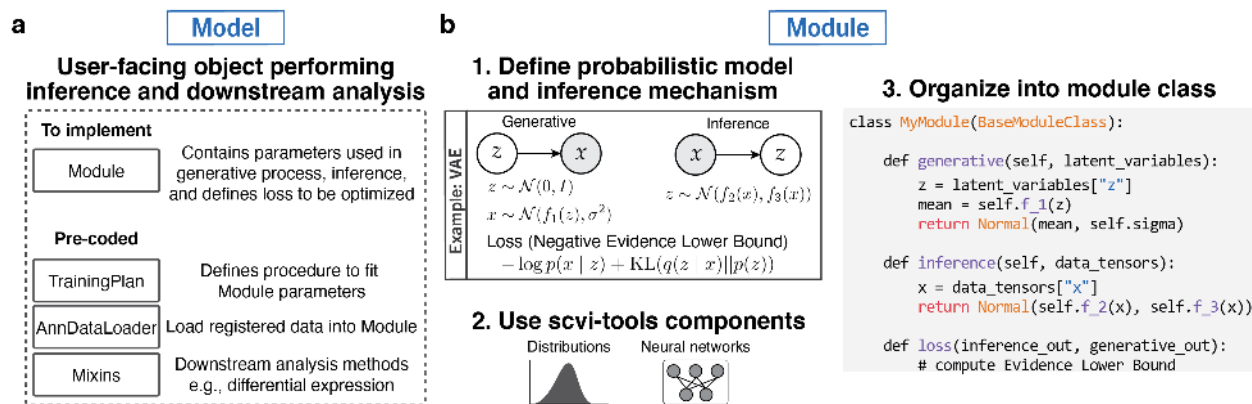 a
Model
User-facing object performing
inference and downstream analysis
To implement
Module
Contains parameters used in
generative process, inference,
and defines loss to be optimized
Pre-coded
TrainingPlan
Defines procedure to fit
Module parameters
AnnDataLoader
Load registered data into Module
Mixins
Downstream analysis methods
e.g., differential expression
b
Module
1. Define probabilistic model
and inference mechanism
Example: VAE
Generative
z
x
z ∼ N(0, I)
x ∼ N(f₁(z), σ²)
Inference
x
z
z ∼ N(f₂(x), f₃(x))
Loss (Negative Evidence Lower Bound)
− log p(x | z) + KL(q(z | x)||p(z))
2. Use scvi-tools components
Distributions
Neural networks
3. Organize into module class
class MyModule(BaseModuleClass):
def generative(self, latent_variables):
z = latent_variables["z"]
mean = self.f_1(z)
return Normal(mean, self.sigma)
def inference(self, data_tensors):
x = data_tensors["x"]
return Normal(self.f_2(x), self.f_3(x))
def loss(inference_out, generative_out):
# compute Evidence Lower Bound